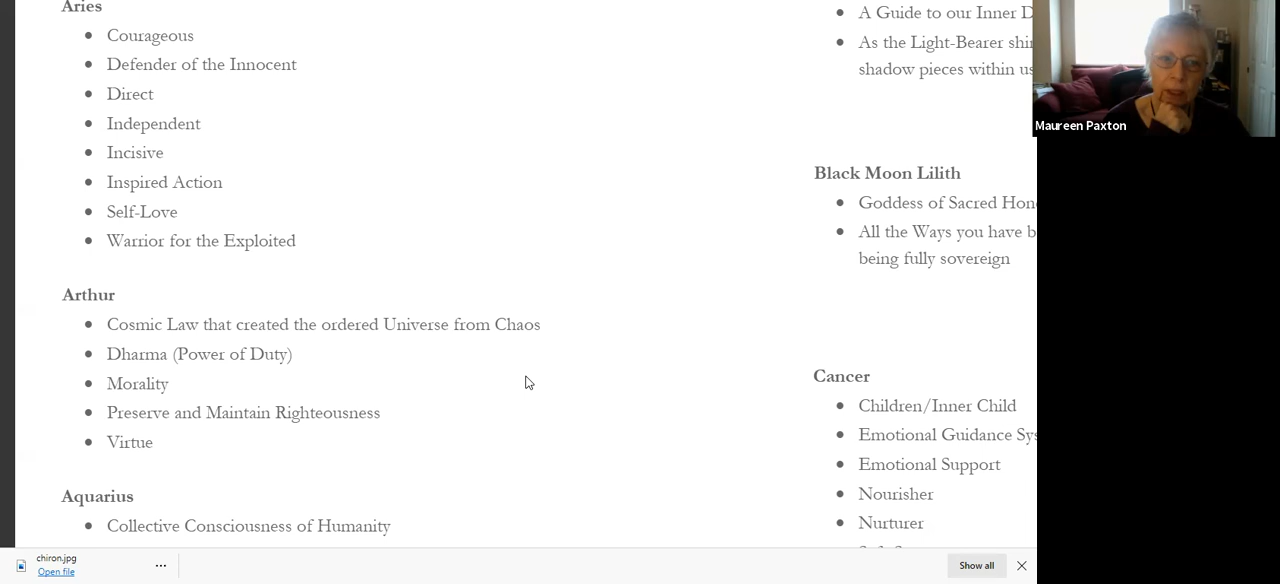 Aries
• Courageous
• Defender of the Innocent
• Direct
• Independent
• Incisive
• Inspired Action
• Self-Love
• Warrior for the Exploited
Arthur
• Cosmic Law that created the ordered Universe from Chaos
• Dharma (Power of Duty)
• Morality
• Preserve and Maintain Righteousness
• Virtue
Aquarius
• Collective Consciousness of Humanity
• A Guide to our Inner D
• As the Light-Bearer shi
shadow pieces within us
Black Moon Lilith
• Goddess of Sacred Hon
• All the Ways you have b
being fully sovereign
Cancer
• Children/Inner Child
• Emotional Guidance Sys
• Emotional Support
• Nourisher
• Nurturer
Maureen Paxton
chiron.jpg
Open file
Show all